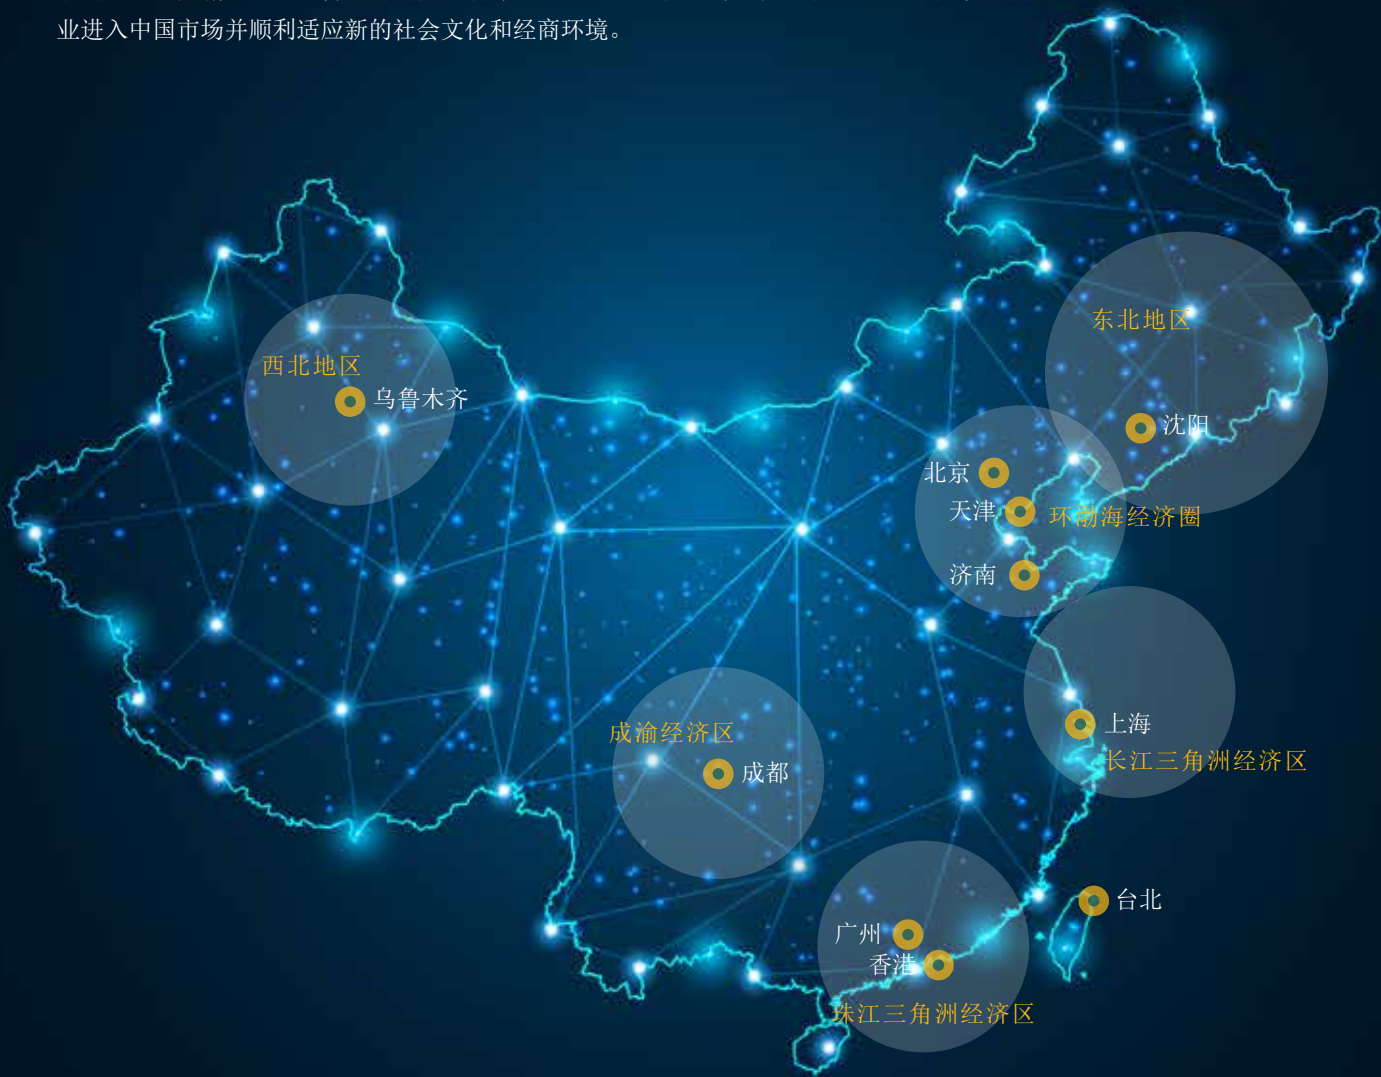 业进入中国市场并顺利适应新的社会文化和经商环境。
东北地区
西北地区
乌鲁木齐
沈阳
北京
天津
环渤海经济圈
济南
上海
成渝经济区
长江三角洲经济区
成都
台北
广州
香港
珠江三角洲经济区